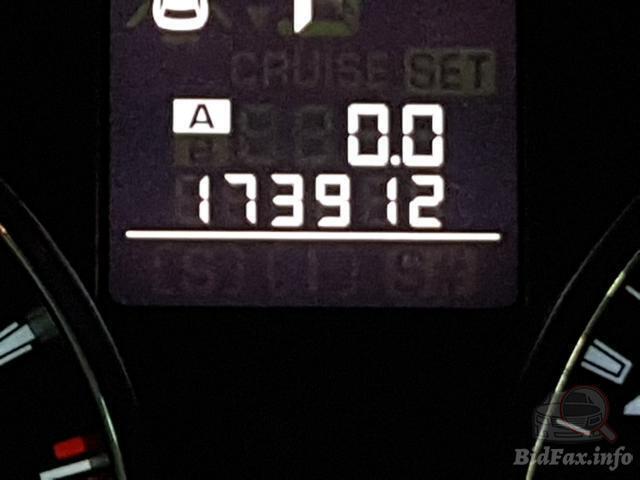 CRUISE SET
A 0.0
173912
BidFax.info